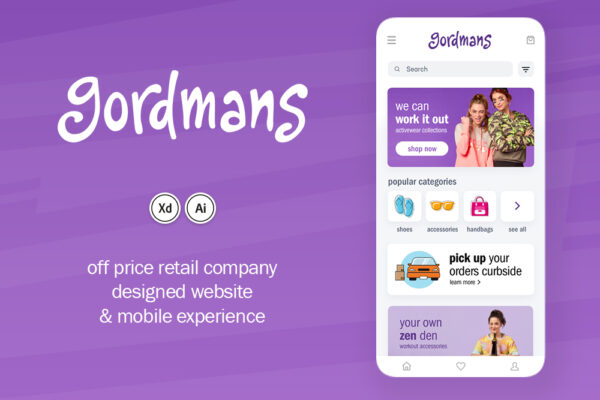 gordmans
Xd Ai
off price retail company
designed website
& mobile experience
gordmans
Search
we can
work it out
activewear collections
shop now
popular categories
shoes accessories handbags see all
pick up your
orders curbside
learn more >
your own
zen den
workout accessories